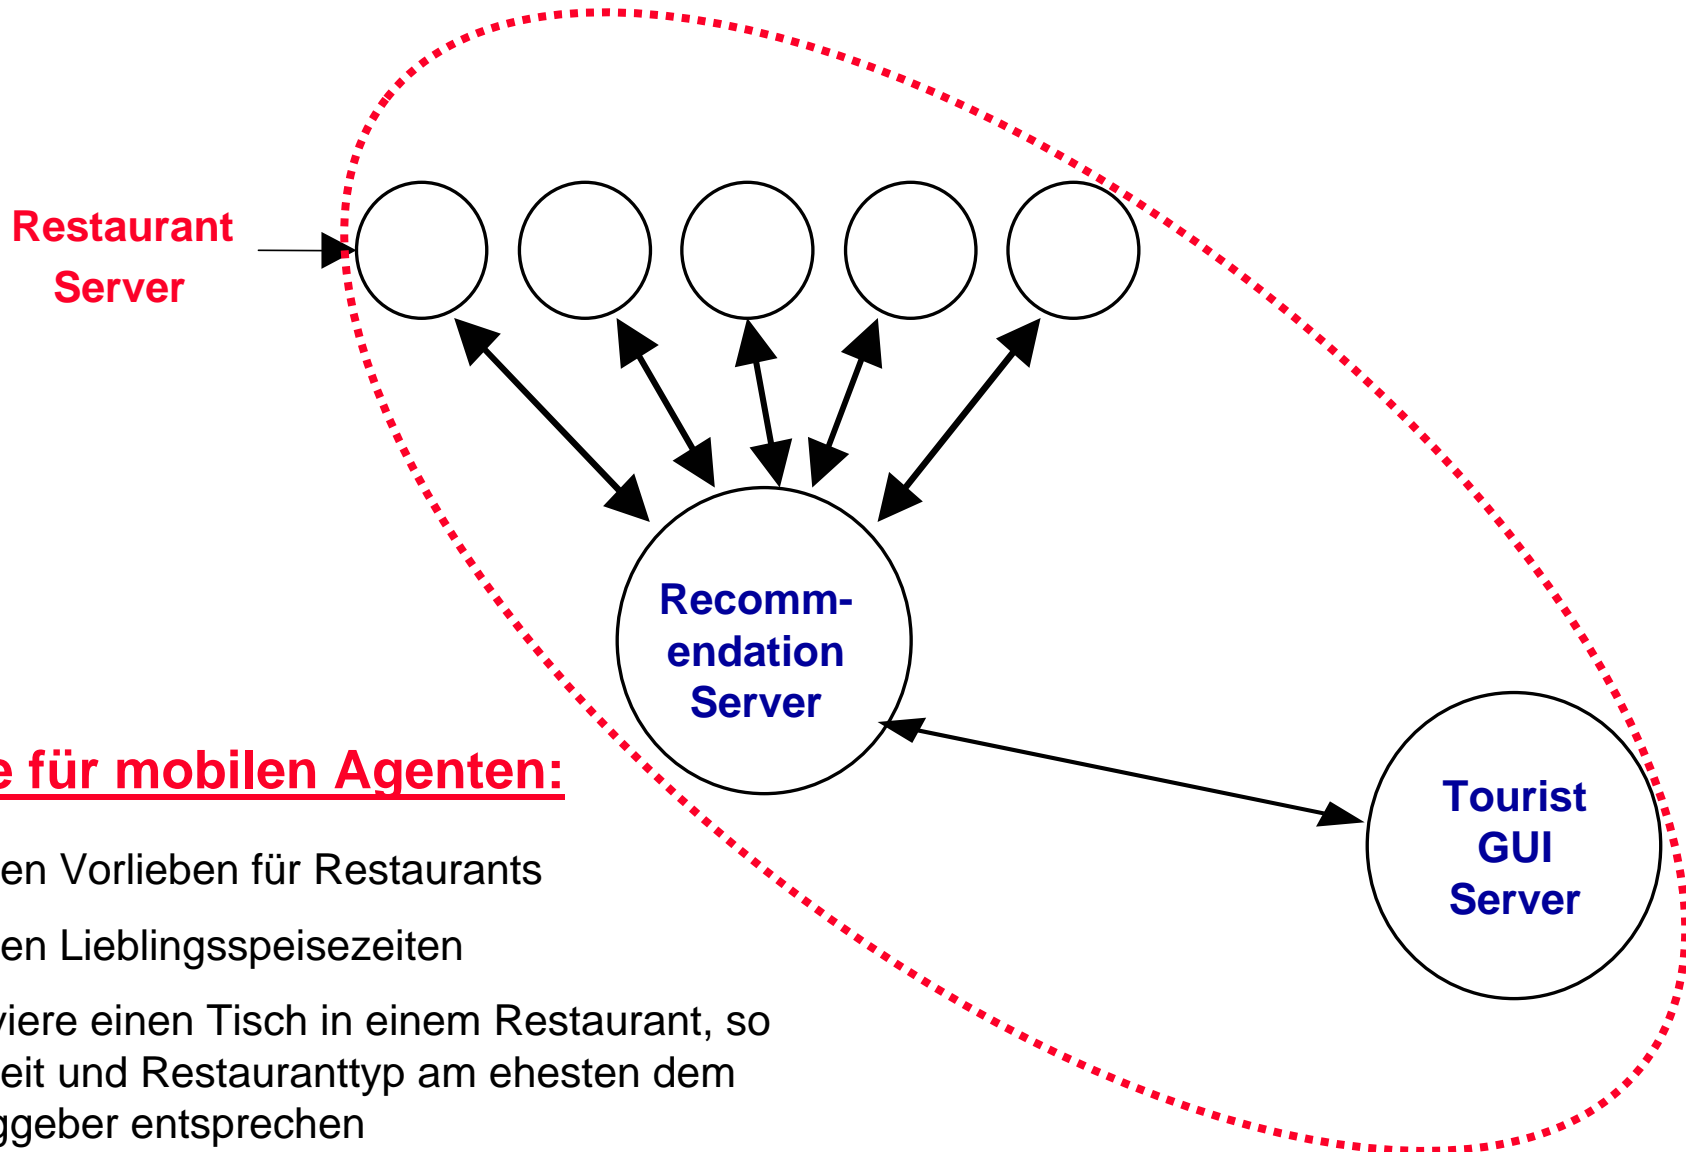 Restaurant
Server
Recomm-
endation
Server
Tourist
GUI
Server
e für mobilen Agenten:
en Vorlieben für Restaurants
en Lieblingsspeisezeiten
viere einen Tisch in einem Restaurant, so
eit und Restauranttyp am ehesten dem
ggeber entsprechen